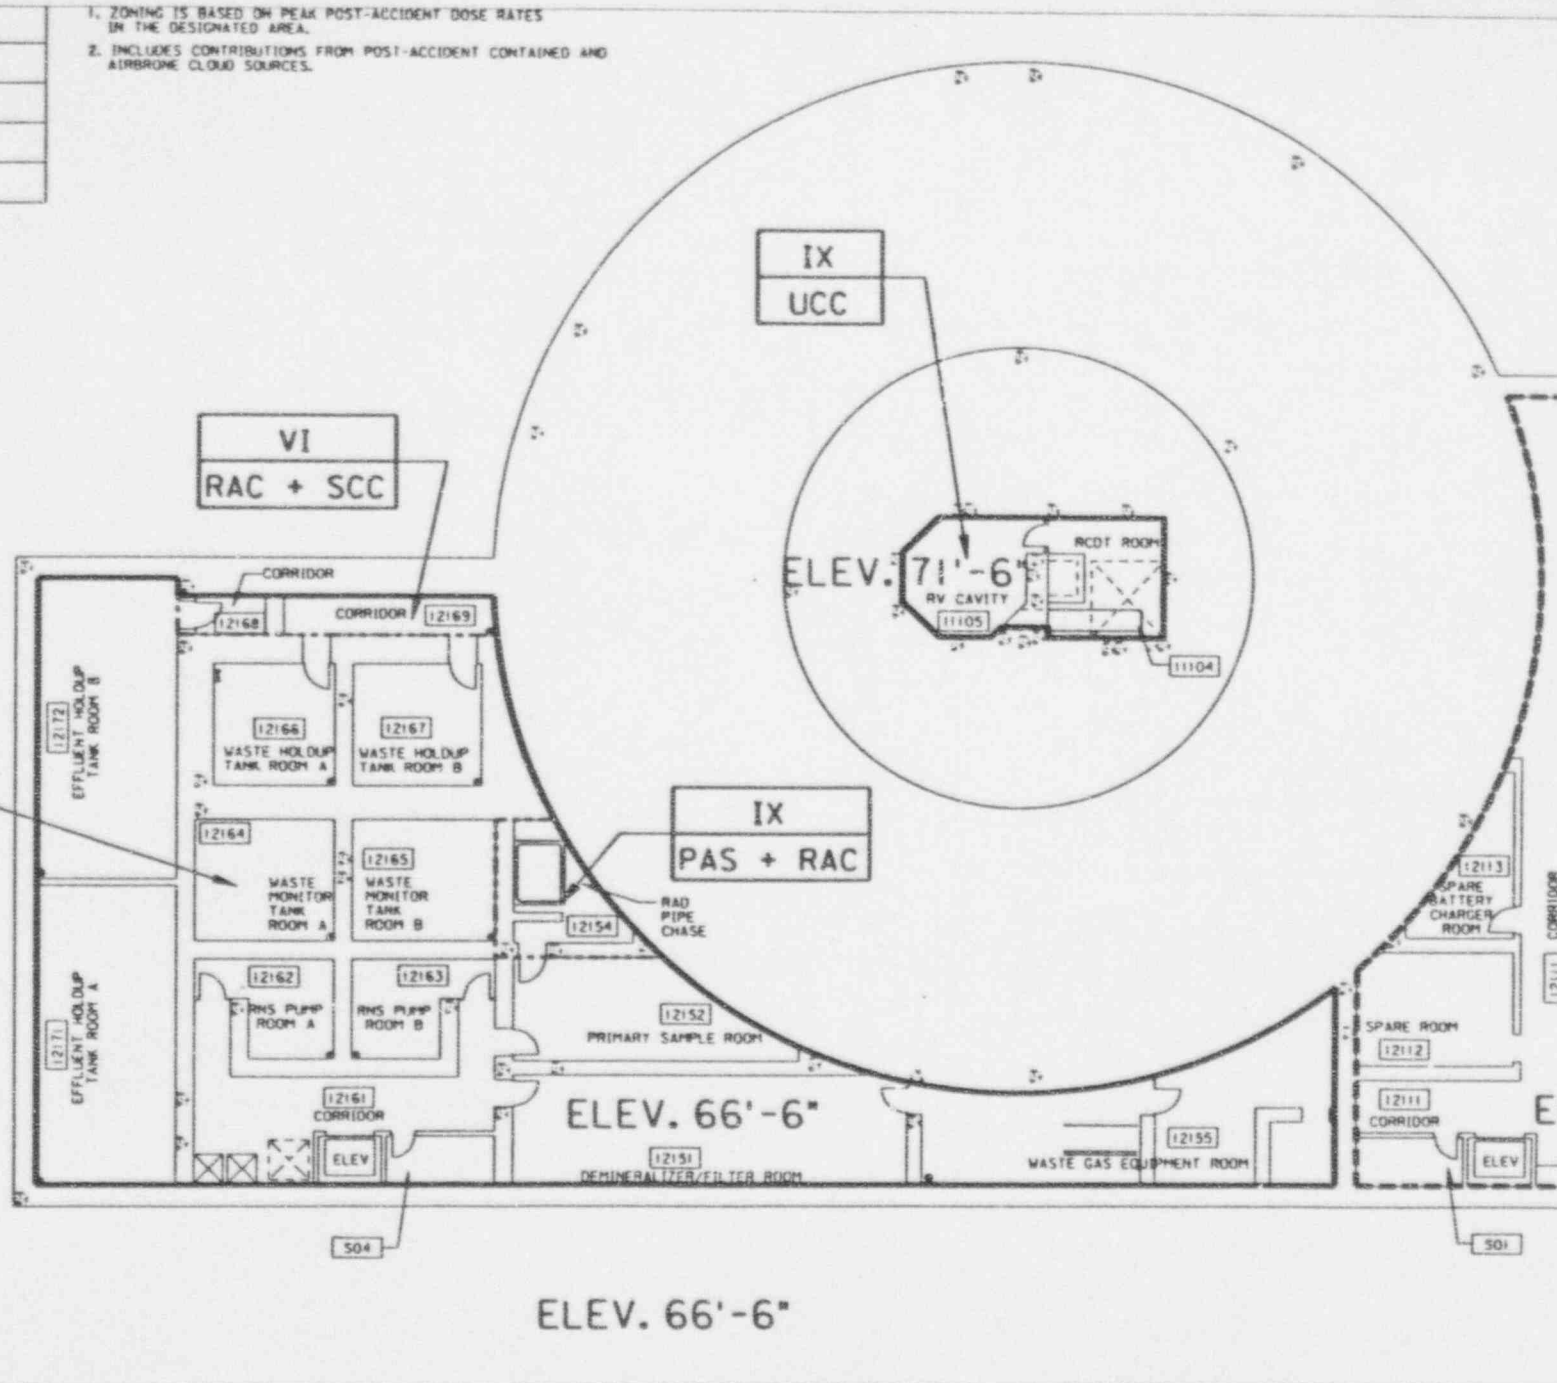 1. ZONING IS BASED ON PEAK POST-ACCIDENT DOSE RATES
IN THE DESIGNATED AREA.
2. INCLUDES CONTRIBUTIONS FROM POST-ACCIDENT CONTAINED AND
AIRBRONE CLOUD SOURCES.
IX
UCC
VI
RAC + SCC
RCDT ROOM
ELEV. 71'-6"
RV CAVITY
11105
11104
CORRIDOR
12168
CORRIDOR
12169
12172
EFFLUENT HOLDUP
TANK ROOM B
12166
WASTE HOLDUP
TANK ROOM A
12167
WASTE HOLDUP
TANK ROOM B
IX
PAS + RAC
12164
WASTE
MONITOR
TANK
ROOM A
12165
WASTE
MONITOR
TANK
ROOM B
RAD
PIPE
CHASE
12154
12113
SPARE
BATTERY
CHARGER
ROOM
CORRIDOR
12162
RNS PUMP
ROOM A
12163
RNS PUMP
ROOM B
12171
EFFLUENT HOLDUP
TANK ROOM A
12152
PRIMARY SAMPLE ROOM
SPARE ROOM
12112
12161
CORRIDOR
ELEV
ELEV. 66'-6"
12151
DEMINERALIZER/FILTER ROOM
12155
WASTE GAS EQUIPMENT ROOM
12111
CORRIDOR
E
ELEV
S04
S01
ELEV. 66'-6"